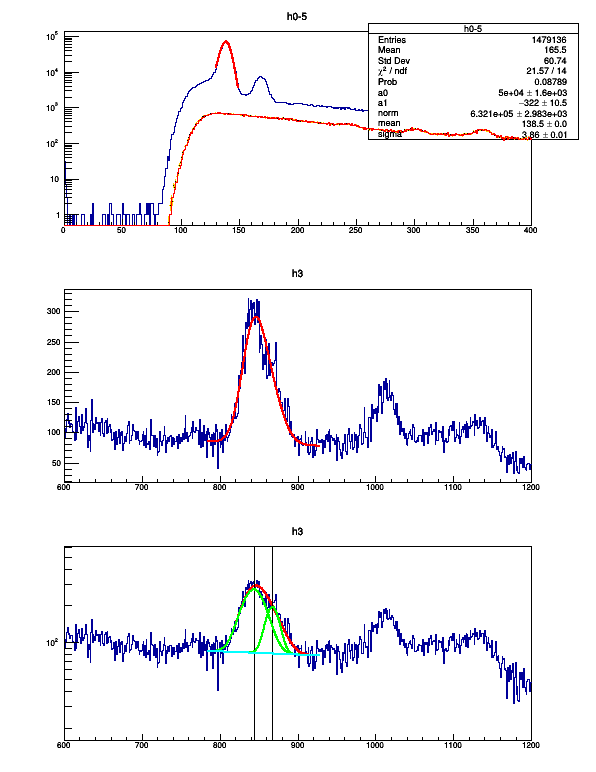 h0-5
h0-5
Entries 1479136
Mean 165.5
Std Dev 60.74
χ² / ndf 21.57 / 14
Prob 0.08789
a0 5e+04 ± 1.6e+03
a1 −322 ± 10.5
norm 6.321e+05 ± 2.983e+03
mean 138.5 ± 0.0
sigma 3.86 ± 0.01
10⁵
10⁴
10³
10²
10
1
0 50 100 150 200 250 300 350 400
h3
300
250
200
150
100
50
600 700 800 900 1000 1100 1200
h3
10²
600 700 800 900 1000 1100 1200